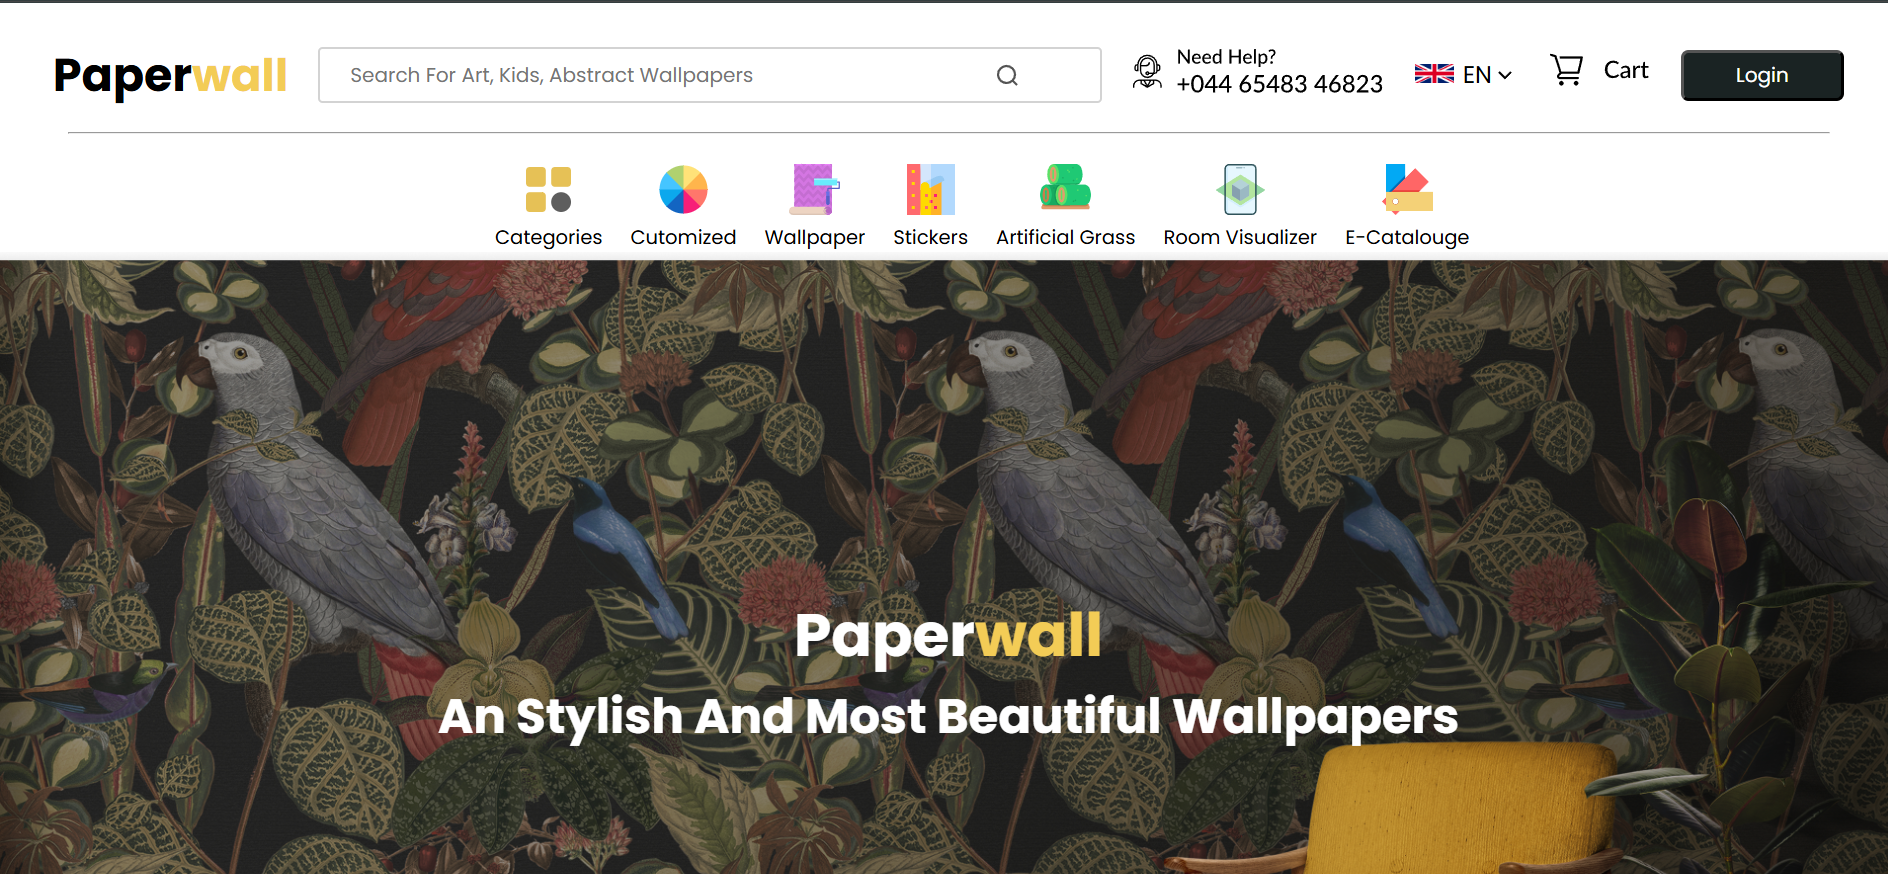 Paperwall
Search For Art, Kids, Abstract Wallpapers
Need Help?
+044 65483 46823
EN
Cart
Login
Categories
Cutomized
Wallpaper
Stickers
Artificial Grass
Room Visualizer
E-Catalouge
Paperwall
An Stylish And Most Beautiful Wallpapers